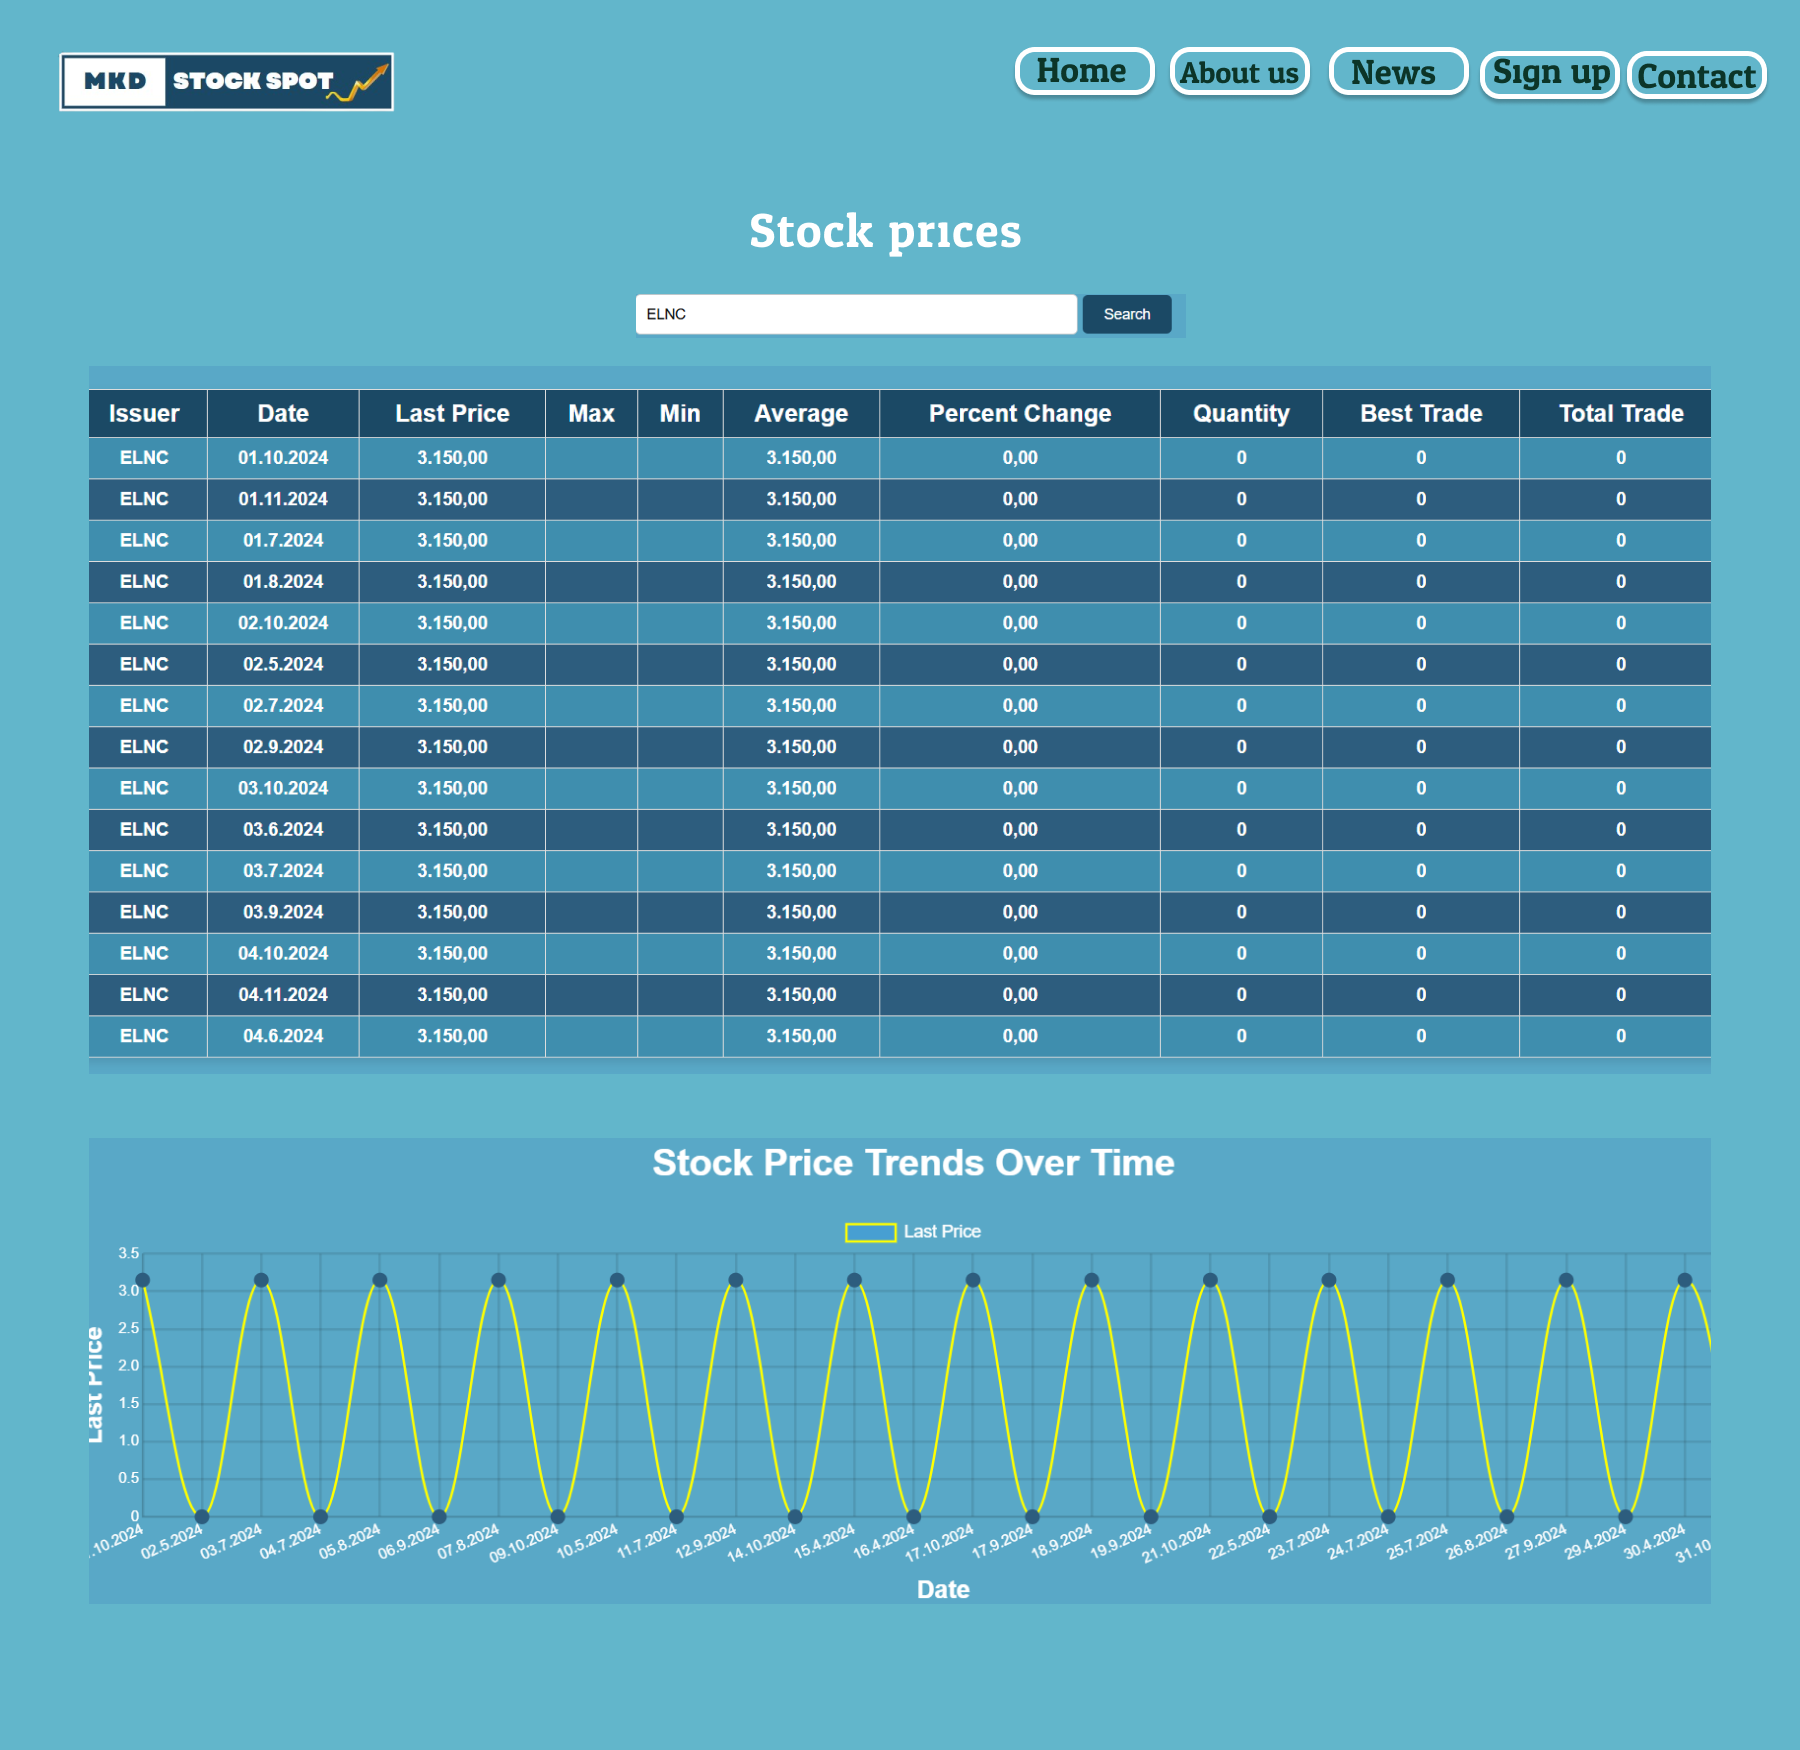 MKD STOCK SPOT
Home About us News Sign up Contact
Stock prices
ELNC Search
Issuer Date Last Price Max Min Average Percent Change Quantity Best Trade Total Trade
ELNC 01.10.2024 3.150,00 3.150,00 0,00 0 0 0
ELNC 01.11.2024 3.150,00 3.150,00 0,00 0 0 0
ELNC 01.7.2024 3.150,00 3.150,00 0,00 0 0 0
ELNC 01.8.2024 3.150,00 3.150,00 0,00 0 0 0
ELNC 02.10.2024 3.150,00 3.150,00 0,00 0 0 0
ELNC 02.5.2024 3.150,00 3.150,00 0,00 0 0 0
ELNC 02.7.2024 3.150,00 3.150,00 0,00 0 0 0
ELNC 02.9.2024 3.150,00 3.150,00 0,00 0 0 0
ELNC 03.10.2024 3.150,00 3.150,00 0,00 0 0 0
ELNC 03.6.2024 3.150,00 3.150,00 0,00 0 0 0
ELNC 03.7.2024 3.150,00 3.150,00 0,00 0 0 0
ELNC 03.9.2024 3.150,00 3.150,00 0,00 0 0 0
ELNC 04.10.2024 3.150,00 3.150,00 0,00 0 0 0
ELNC 04.11.2024 3.150,00 3.150,00 0,00 0 0 0
ELNC 04.6.2024 3.150,00 3.150,00 0,00 0 0 0
Stock Price Trends Over Time
Last Price
3.5
3.0
2.5
2.0
1.5
1.0
0.5
0
Last Price
.10.2024 02.5.2024 03.7.2024 04.7.2024 05.8.2024 06.9.2024 07.8.2024 09.10.2024 10.5.2024 11.7.2024 12.9.2024 14.10.2024 15.4.2024 16.4.2024 17.10.2024 17.9.2024 18.9.2024 19.9.2024 21.10.2024 22.5.2024 23.7.2024 24.7.2024 25.7.2024 26.8.2024 27.9.2024 29.4.2024 30.4.2024 31.10
Date